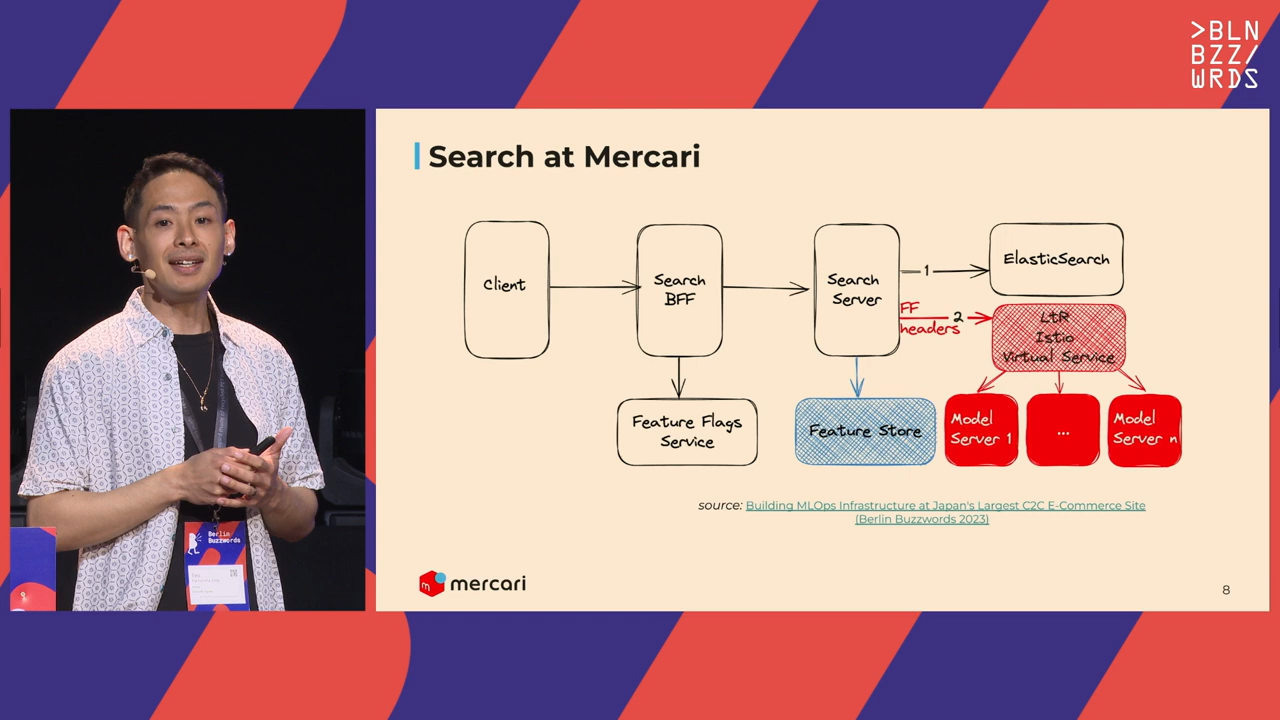 >BLN
BZZ/
WRDS
Search at Mercari
Client
Search
BFF
Search
Server
1
ElasticSearch
FF
headers
2
LtR
Istio
Virtual Service
Feature Flags
Service
Feature Store
Model
Server 1
...
Model
Server n
source: Building MLOps Infrastructure at Japan's Largest C2C E-Commerce Site
(Berlin Buzzwords 2023)
m
mercari
8
Berlin
Buzzwords